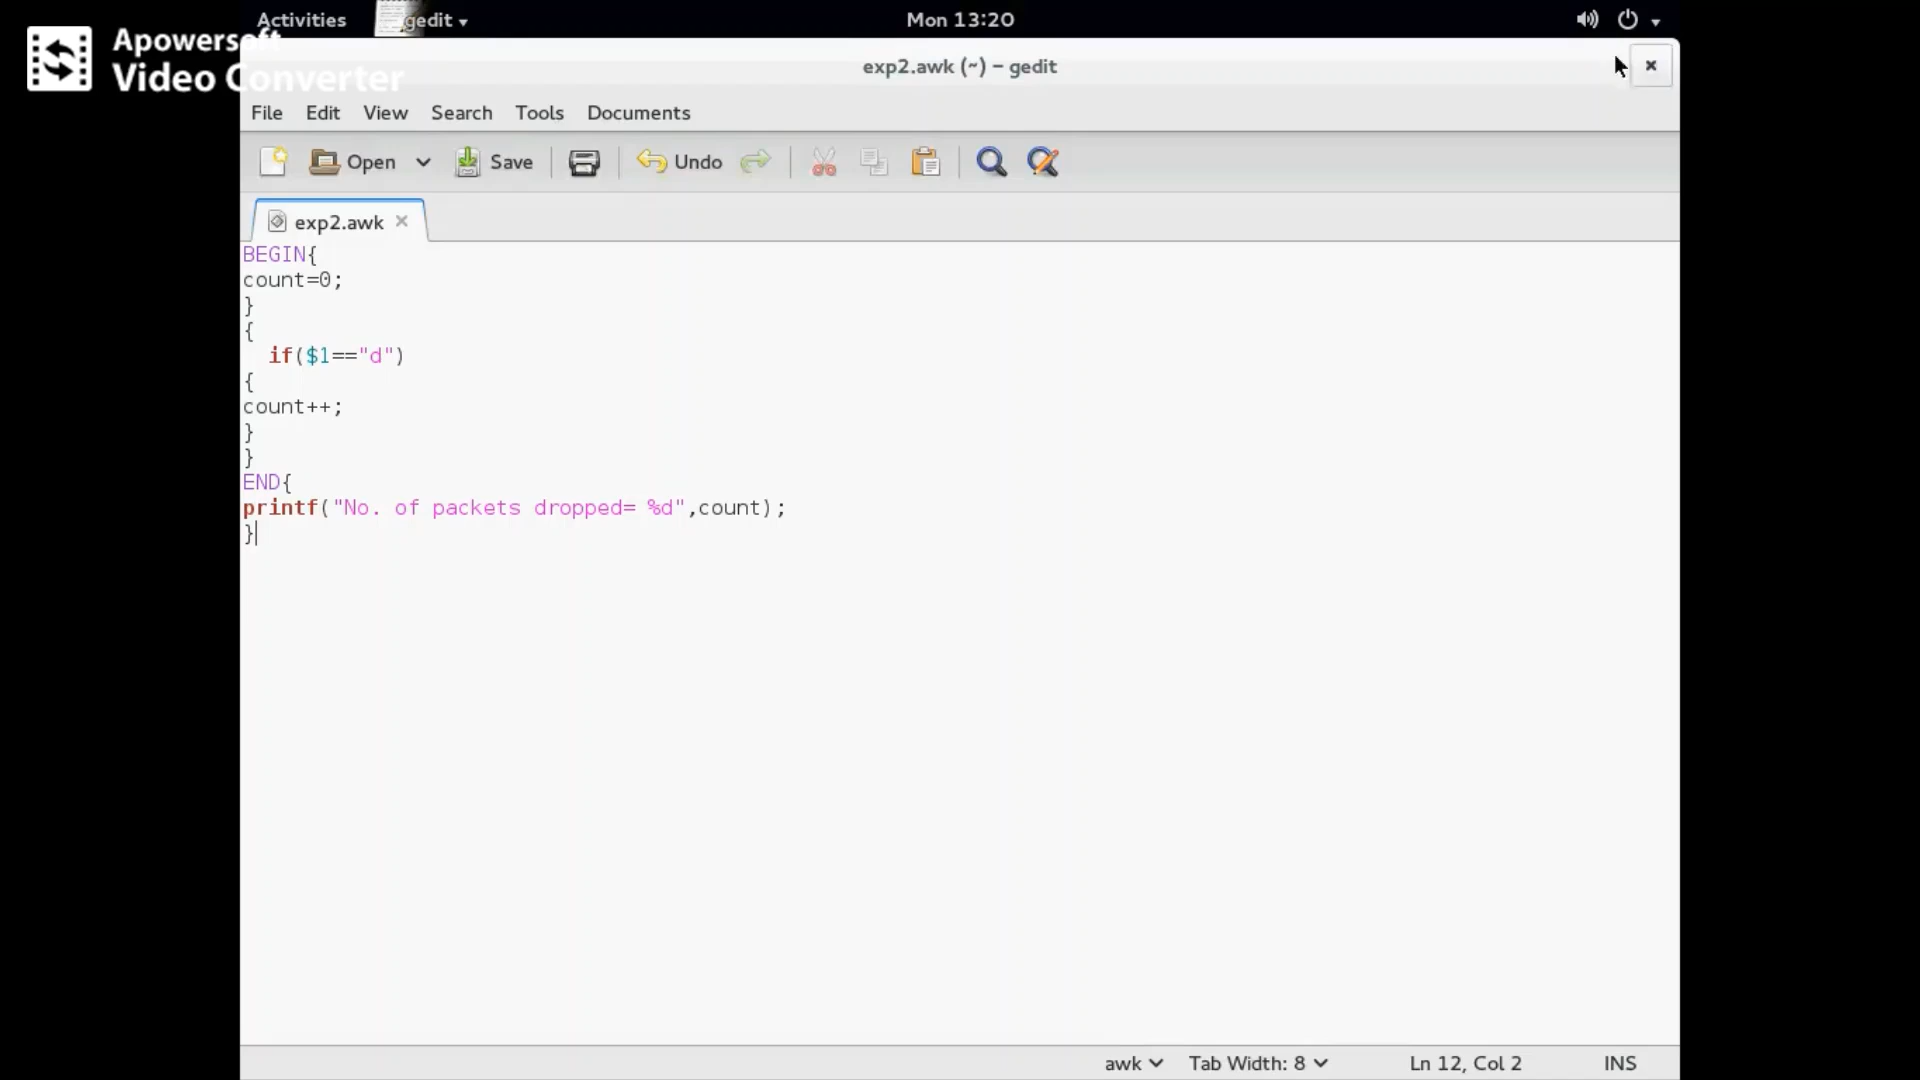 Activities gedit Mon 13:20
Apowersoft
Video Converter
exp2.awk (~) – gedit
File Edit View Search Tools Documents
Open Save Undo
exp2.awk
BEGIN{
count=0;
}
{
if($1=="d")
{
count++;
}
}
END{
printf("No. of packets dropped= %d",count);
}
awk Tab Width: 8 Ln 12, Col 2 INS